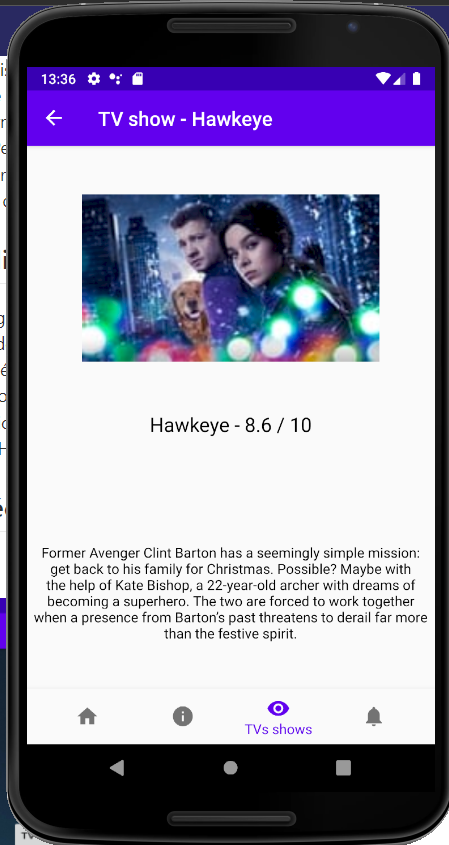 13:36
TV show - Hawkeye
Hawkeye - 8.6 / 10
Former Avenger Clint Barton has a seemingly simple mission:
get back to his family for Christmas. Possible? Maybe with
the help of Kate Bishop, a 22-year-old archer with dreams of
becoming a superhero. The two are forced to work together
when a presence from Barton's past threatens to derail far more
than the festive spirit.
TVs shows